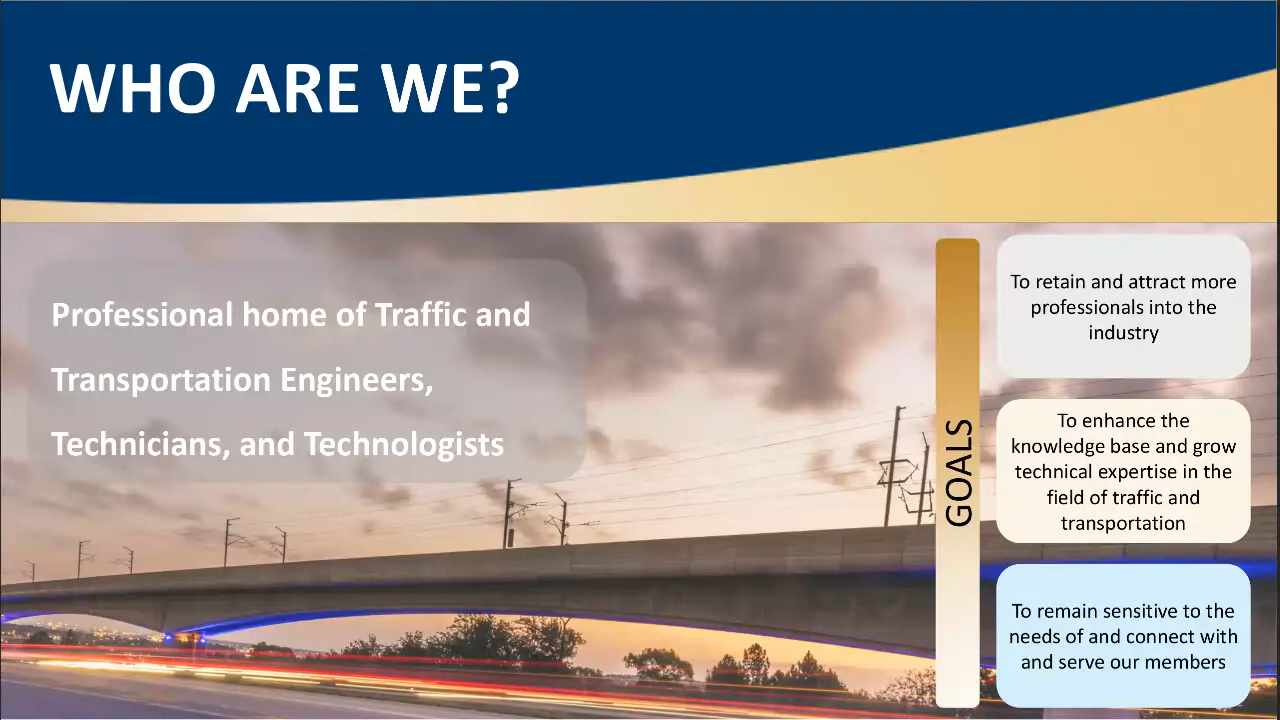 WHO ARE WE?
Professional home of Traffic and
Transportation Engineers,
Technicians, and Technologists
GOALS
To retain and attract more
professionals into the
industry
To enhance the
knowledge base and grow
technical expertise in the
field of traffic and
transportation
To remain sensitive to the
needs of and connect with
and serve our members